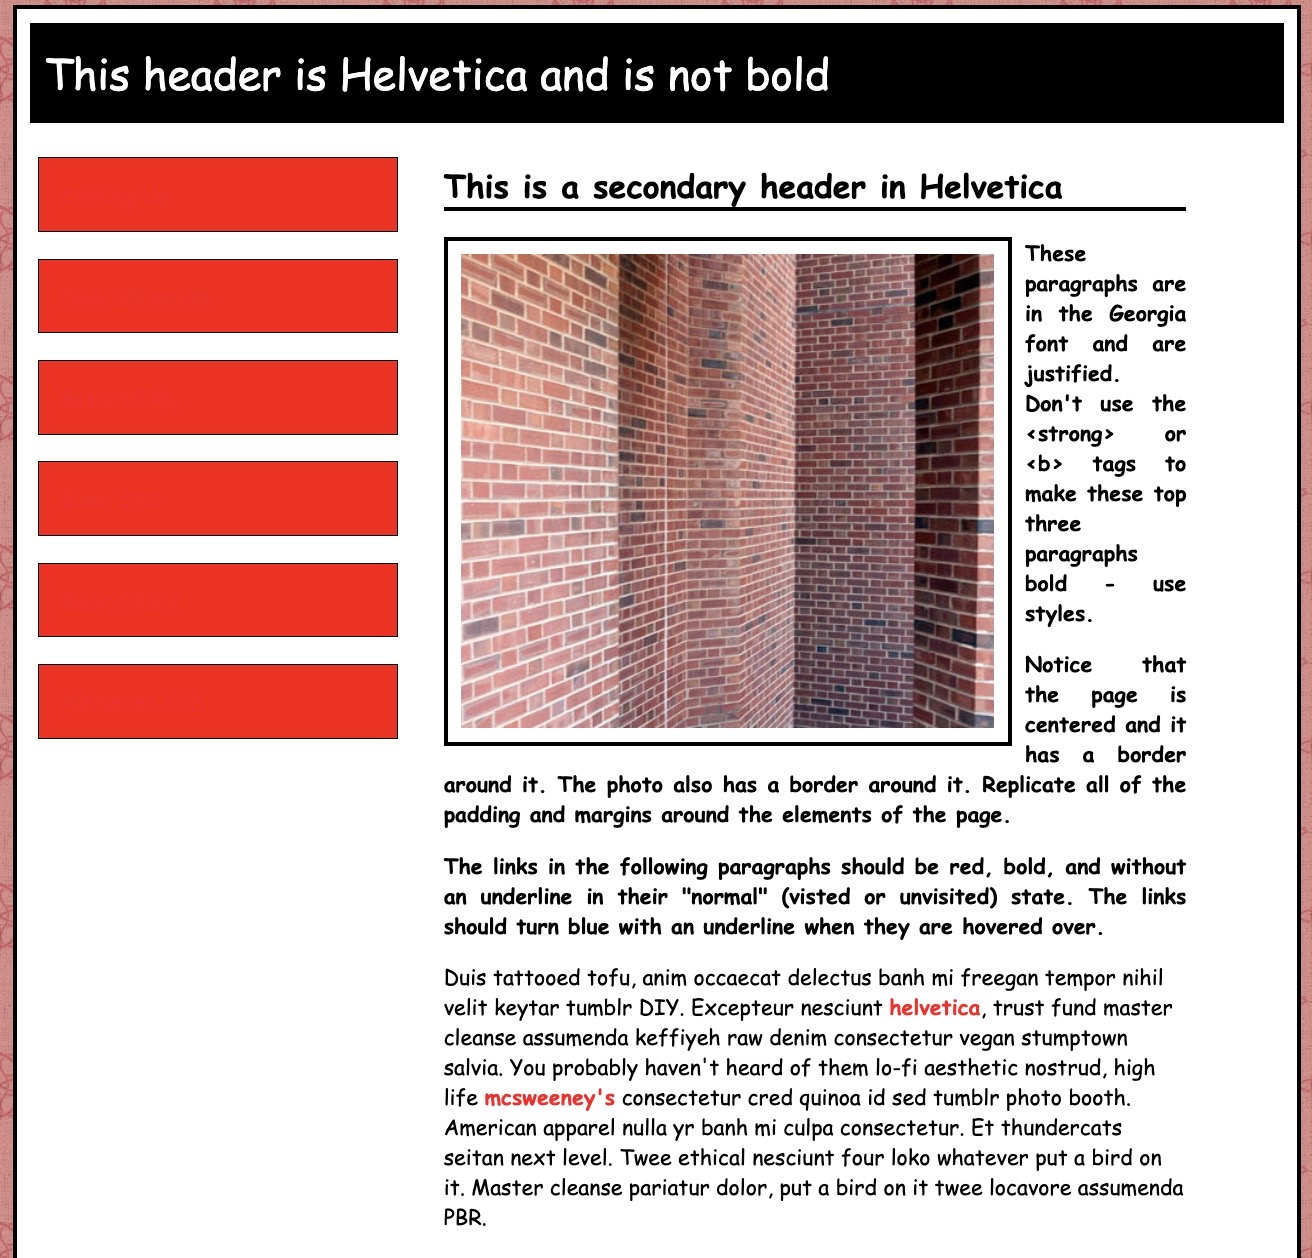 This header is Helvetica and is not bold
This is a secondary header in Helvetica
These
paragraphs are
in the Georgia
font and are
justified.
Don't use the
<strong> or
<b> tags to
make these top
three
paragraphs
bold - use
styles.
Notice that
the page is
centered and it
has a border
around it. The photo also has a border around it. Replicate all of the
padding and margins around the elements of the page.
The links in the following paragraphs should be red, bold, and without
an underline in their "normal" (visted or unvisited) state. The links
should turn blue with an underline when they are hovered over.
Duis tattooed tofu, anim occaecat delectus banh mi freegan tempor nihil
velit keytar tumblr DIY. Excepteur nesciunt helvetica, trust fund master
cleanse assumenda keffiyeh raw denim consectetur vegan stumptown
salvia. You probably haven't heard of them lo-fi aesthetic nostrud, high
life mcsweeney's consectetur cred quinoa id sed tumblr photo booth.
American apparel nulla yr banh mi culpa consectetur. Et thundercats
seitan next level. Twee ethical nesciunt four loko whatever put a bird on
it. Master cleanse pariatur dolor, put a bird on it twee locavore assumenda
PBR.